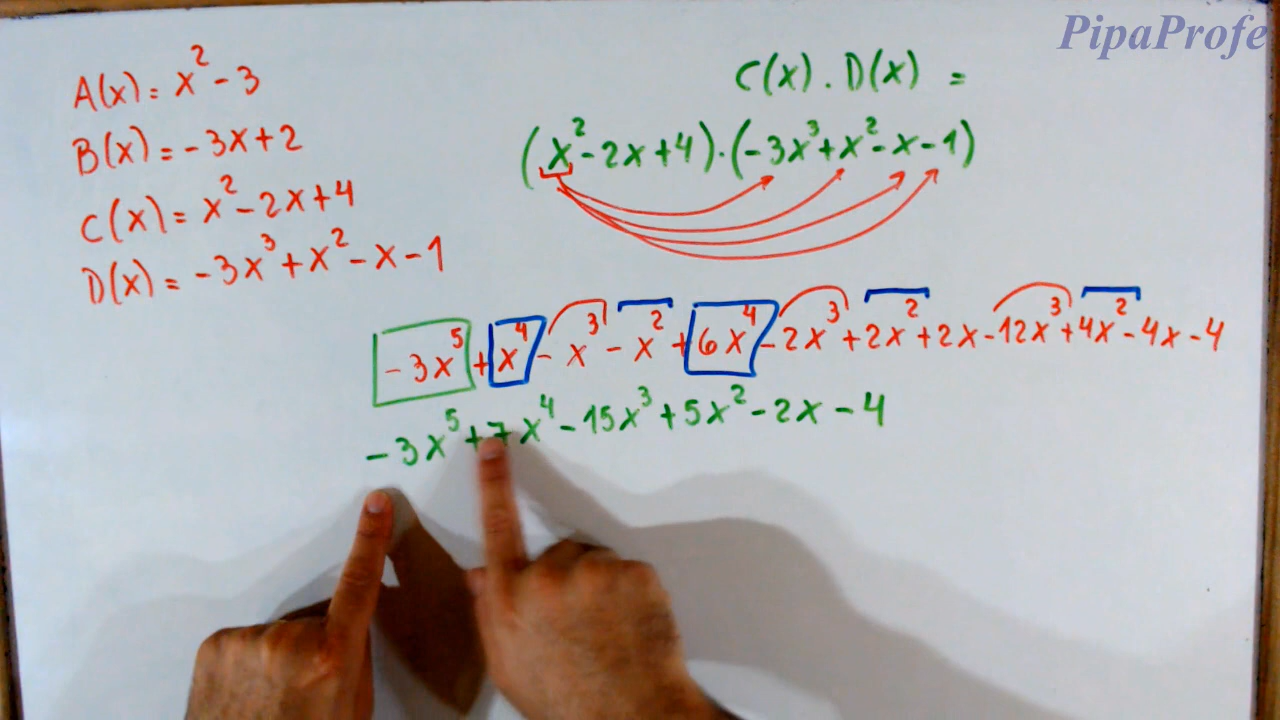 PipaProfe
A(x) = x² - 3
B(x) = -3x + 2
C(x) = x² - 2x + 4
D(x) = -3x³ + x² - x - 1
C(x) . D(x) =
(x² - 2x + 4) · (-3x³ + x² - x - 1)
-3x⁵ + x⁴ - x³ - x² + 6x⁴ - 2x³ + 2x² + 2x - 12x³ + 4x² - 4x - 4
-3x⁵ + 7x⁴ - 15x³ + 5x² - 2x - 4